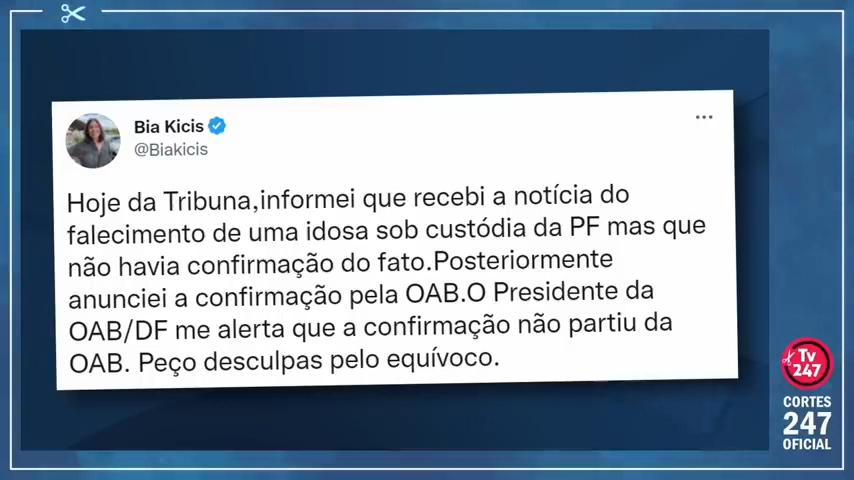 Bia Kicis
@Biakicis
Hoje da Tribuna,informei que recebi a notícia do
falecimento de uma idosa sob custódia da PF mas que
não havia confirmação do fato.Posteriormente
anunciei a confirmação pela OAB.O Presidente da
OAB/DF me alerta que a confirmação não partiu da
OAB. Peço desculpas pelo equívoco.
Tv
247
CORTES
247
OFICIAL